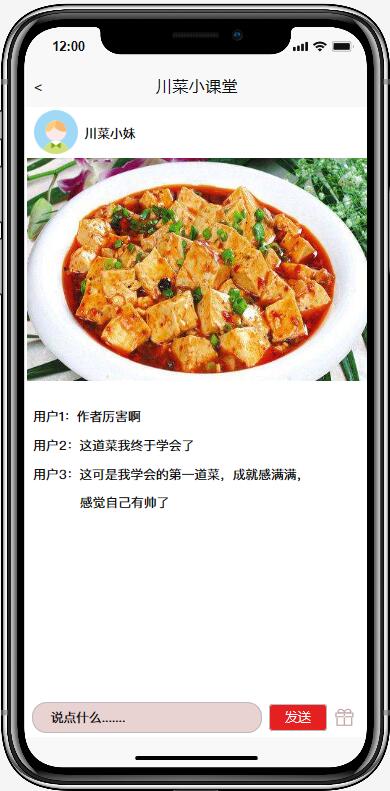 12:00
<
川菜小课堂
川菜小妹
用户1：作者厉害啊
用户2：这道菜我终于学会了
用户3：这可是我学会的第一道菜，成就感满满，
感觉自己有帅了
说点什么.......
发送